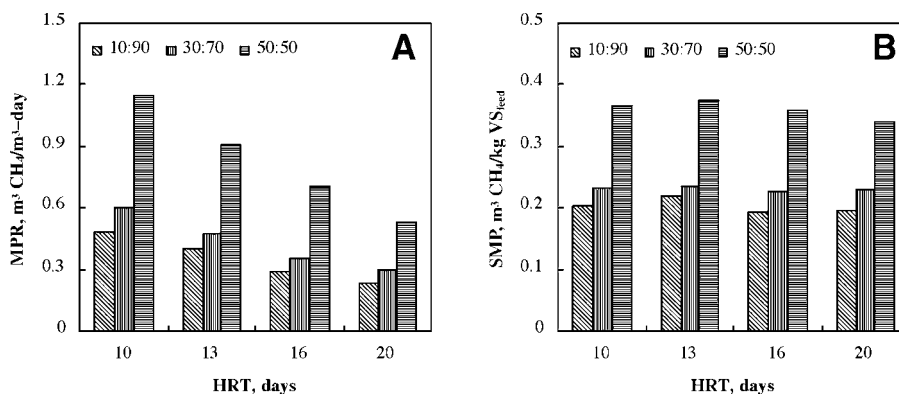 1.5
1.2
0.9
0.6
0.3
0
MPR, m³ CH₄/m³–day
10:90 30:70 50:50
A
10 13 16 20
HRT, days
0.5
0.4
0.3
0.2
0.1
0
SMP, m³ CH₄/kg VSfeed
10:90 30:70 50:50
B
10 13 16 20
HRT, days